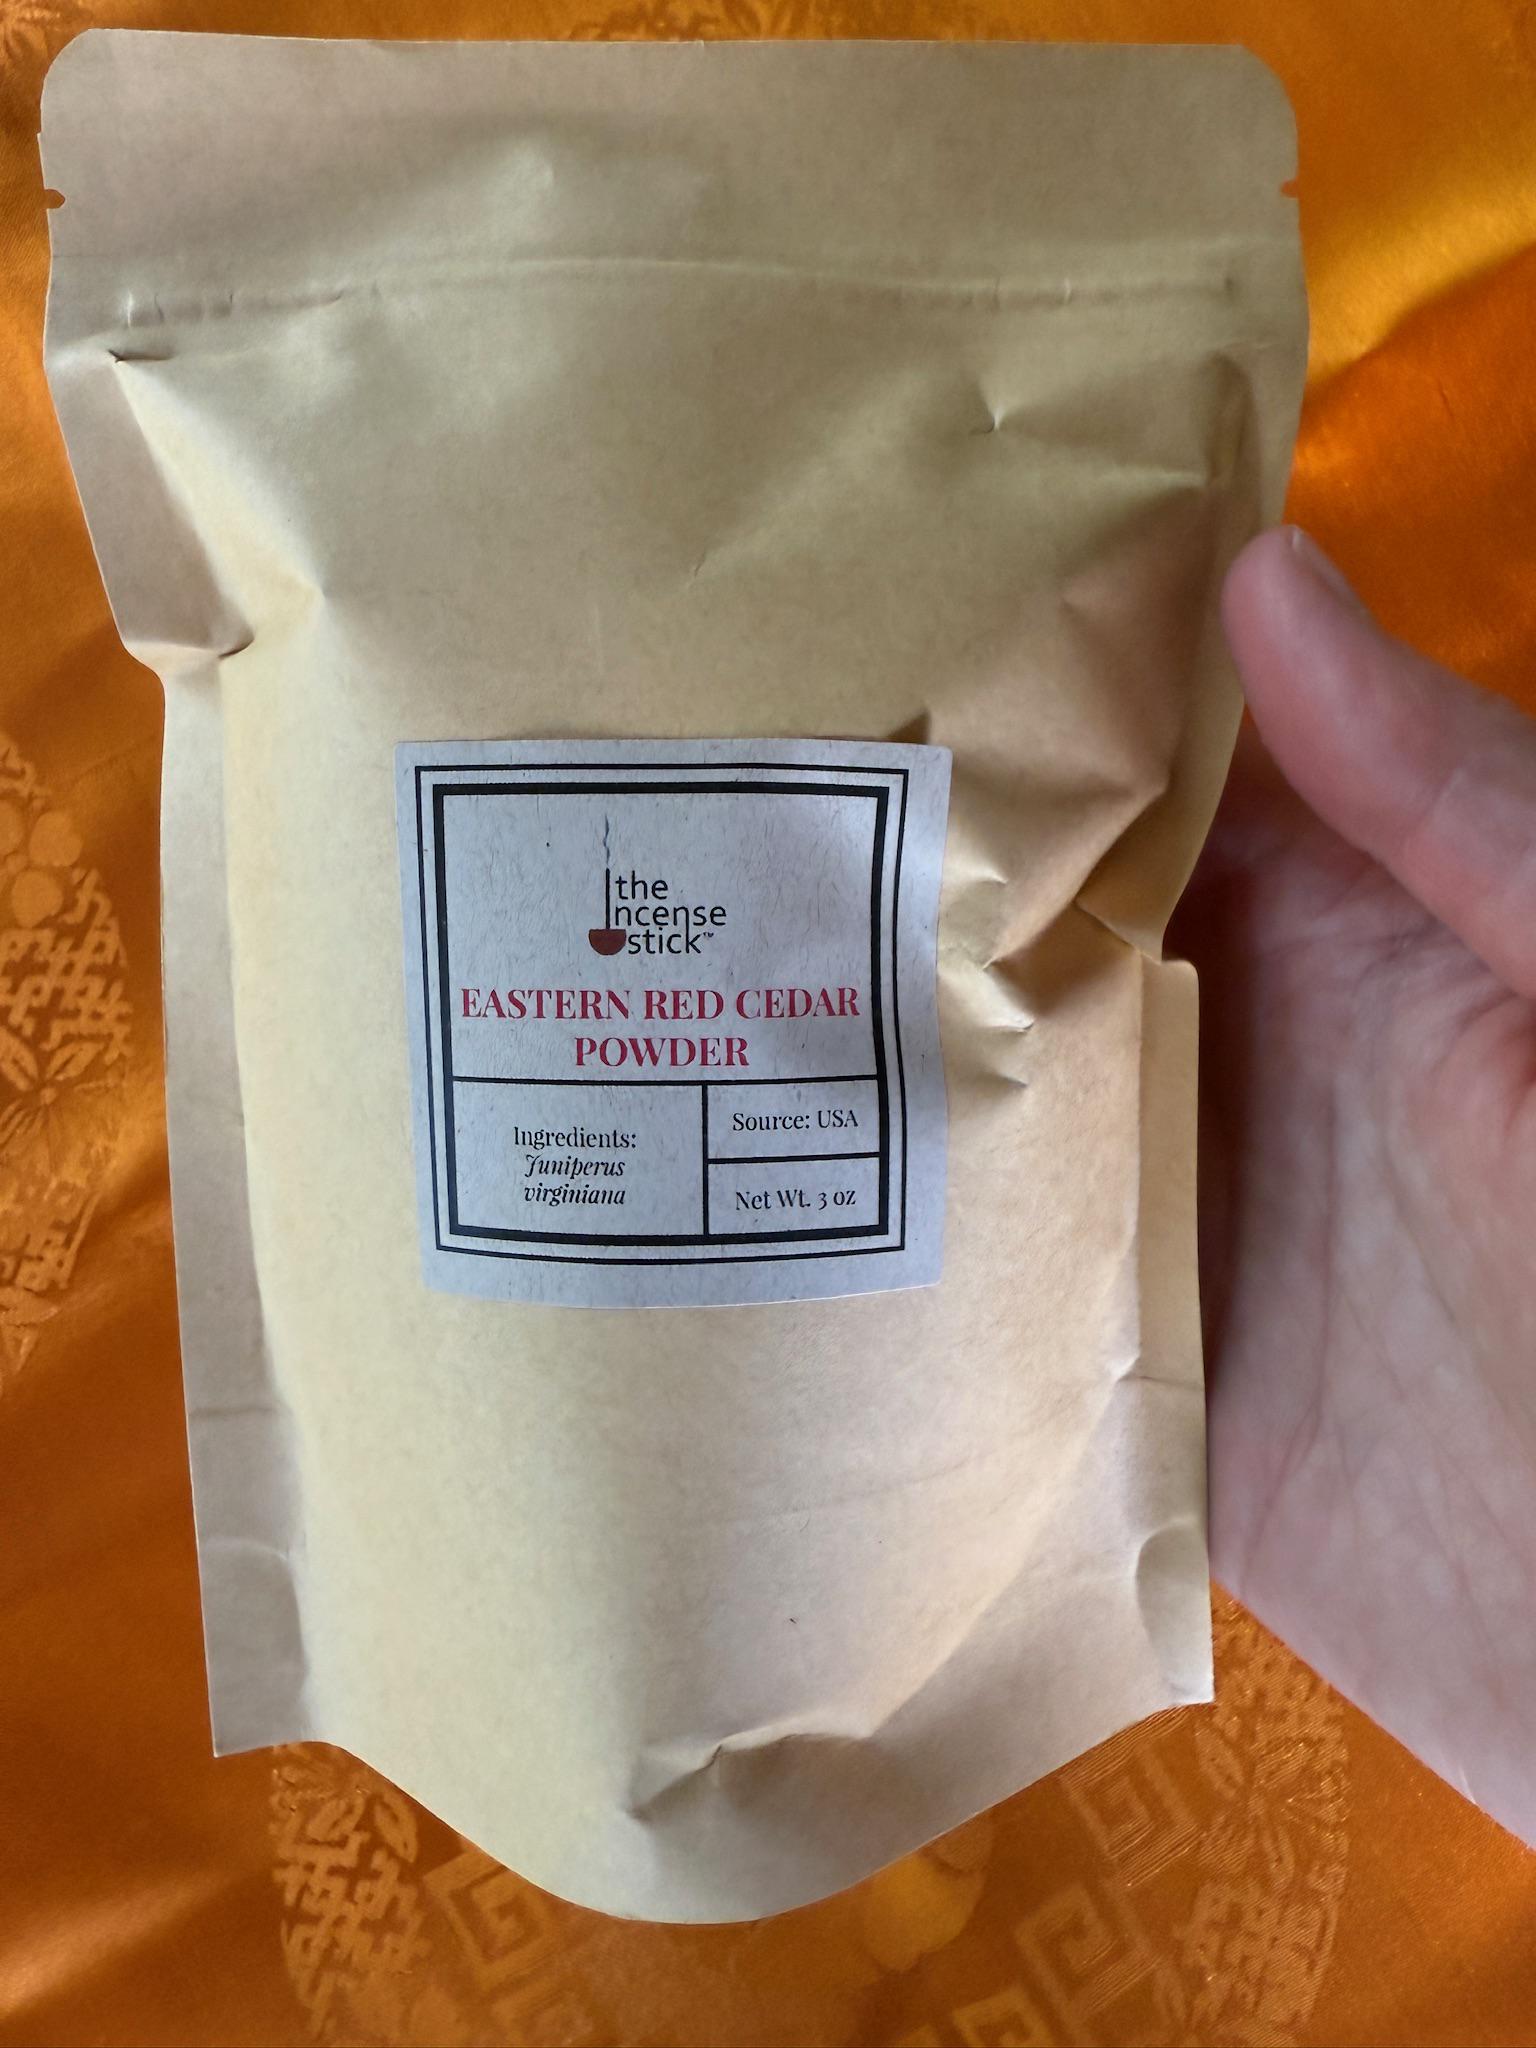 the
incense
stick™
EASTERN RED CEDAR
POWDER
Ingredients:
Juniperus
virginiana
Source: USA
Net Wt. 3 oz